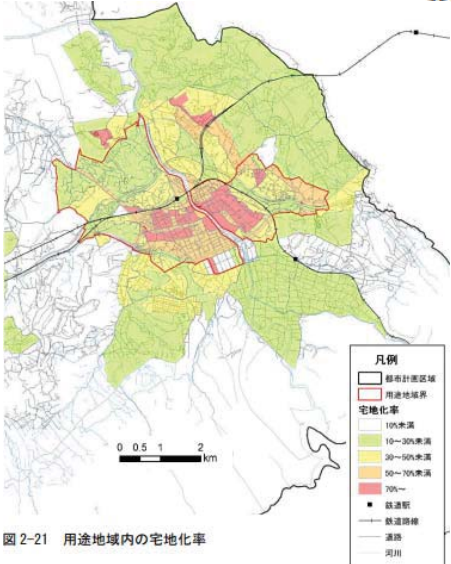 0 0.5 1 2
km
凡例
都市計画区域
用途地域界
宅地化率
10%未満
10～30%未満
30～50%未満
50～70%未満
70%～
鉄道駅
鉄道路線
道路
河川
図 2-21 用途地域内の宅地化率